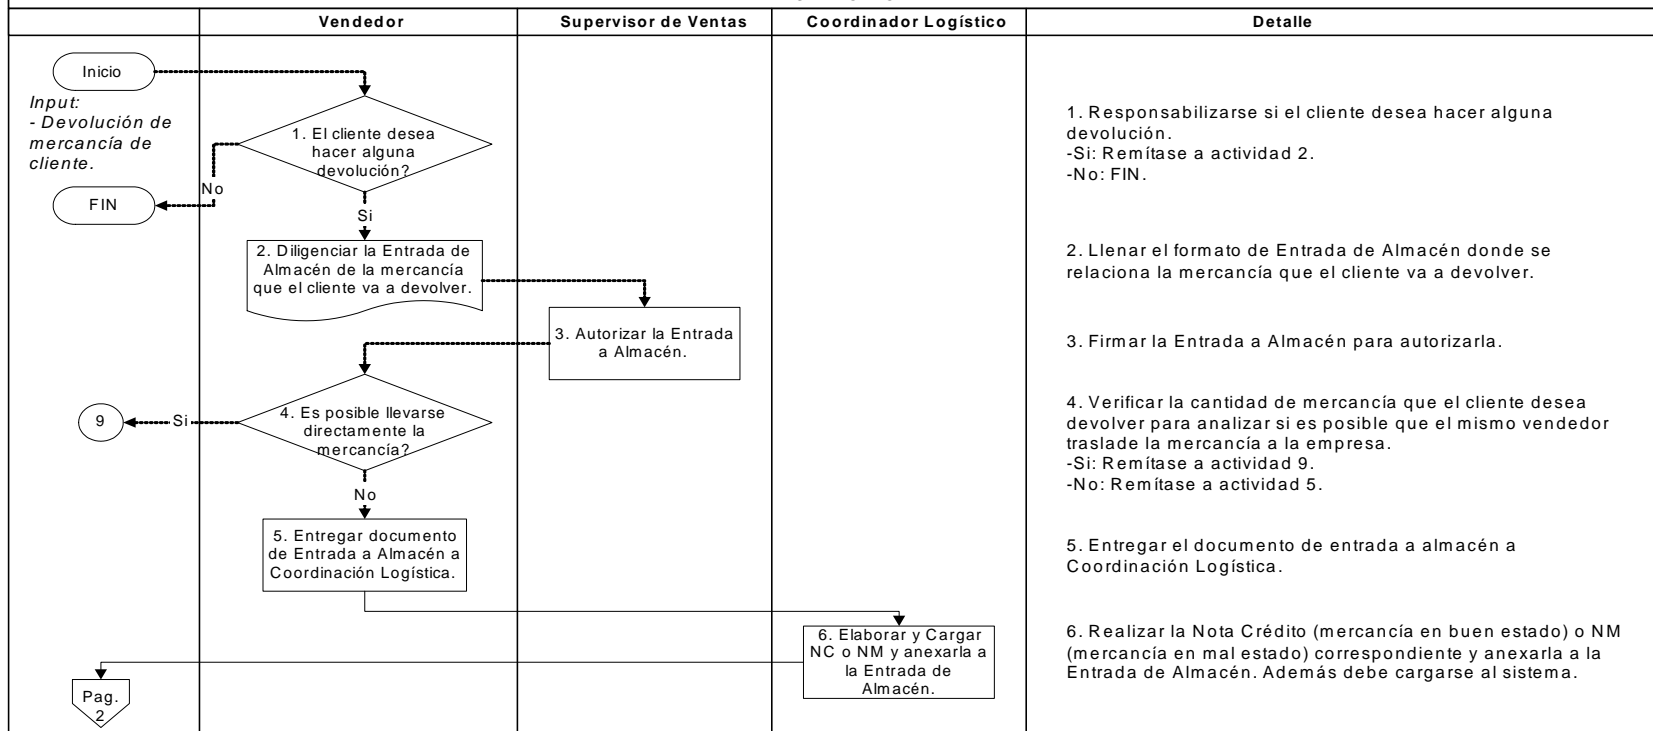 Vendedor
Supervisor de Ventas
Coordinador Logístico
Detalle
Inicio
Input:
- Devolución de
mercancía de
cliente.
FIN
1. El cliente desea
hacer alguna
devolución?
No
Si
2. Diligenciar la Entrada de
Almacén de la mercancía
que el cliente va a devolver.
3. Autorizar la Entrada
a Almacén.
4. Es posible llevarse
directamente la
mercancía?
Si
9
No
5. Entregar documento
de Entrada a Almacén a
Coordinación Logística.
6. Elaborar y Cargar
NC o NM y anexarla a
la Entrada de
Almacén.
Pag.
2
1. Responsabilizarse si el cliente desea hacer alguna
devolución.
-Si: Remítase a actividad 2.
-No: FIN.
2. Llenar el formato de Entrada de Almacén donde se
relaciona la mercancía que el cliente va a devolver.
3. Firmar la Entrada a Almacén para autorizarla.
4. Verificar la cantidad de mercancía que el cliente desea
devolver para analizar si es posible que el mismo vendedor
traslade la mercancía a la empresa.
-Si: Remítase a actividad 9.
-No: Remítase a actividad 5.
5. Entregar el documento de entrada a almacén a
Coordinación Logística.
6. Realizar la Nota Crédito (mercancía en buen estado) o NM
(mercancía en mal estado) correspondiente y anexarla a la
Entrada de Almacén. Además debe cargarse al sistema.